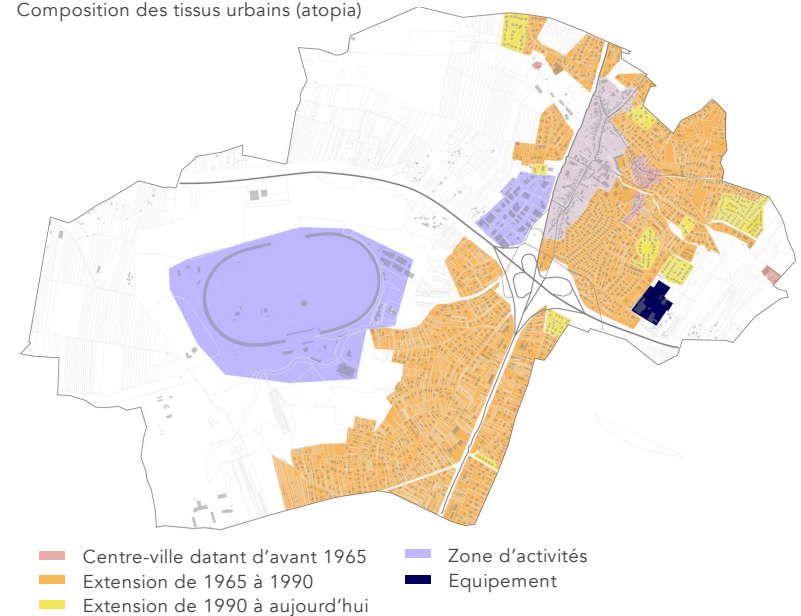 Composition des tissus urbains (atopia)
Centre-ville datant d'avant 1965
Extension de 1965 à 1990
Extension de 1990 à aujourd'hui
Zone d'activités
Equipement